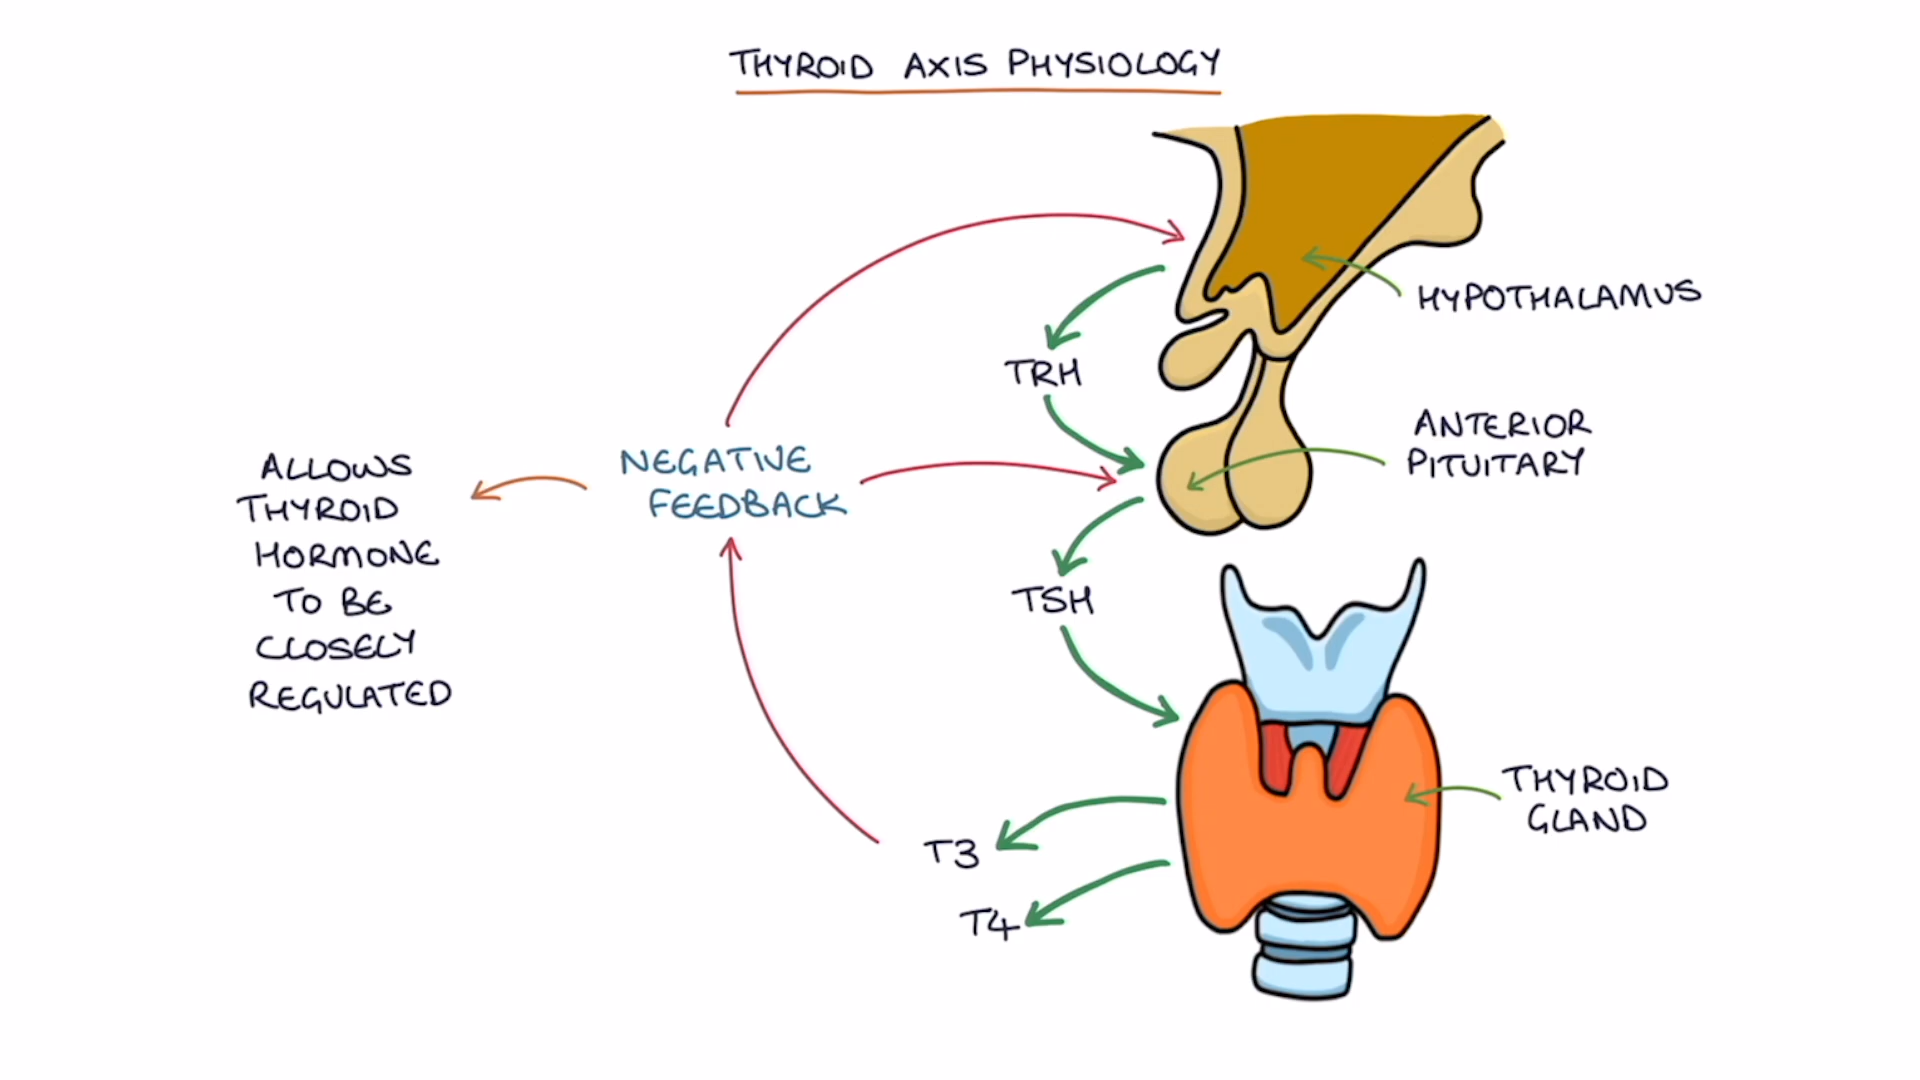 THYROID AXIS PHYSIOLOGY
HYPOTHALAMUS
TRH
ANTERIOR
PITUITARY
NEGATIVE
FEEDBACK
ALLOWS
THYROID
HORMONE
TO BE
CLOSELY
REGULATED
TSH
THYROID
GLAND
T3
T4